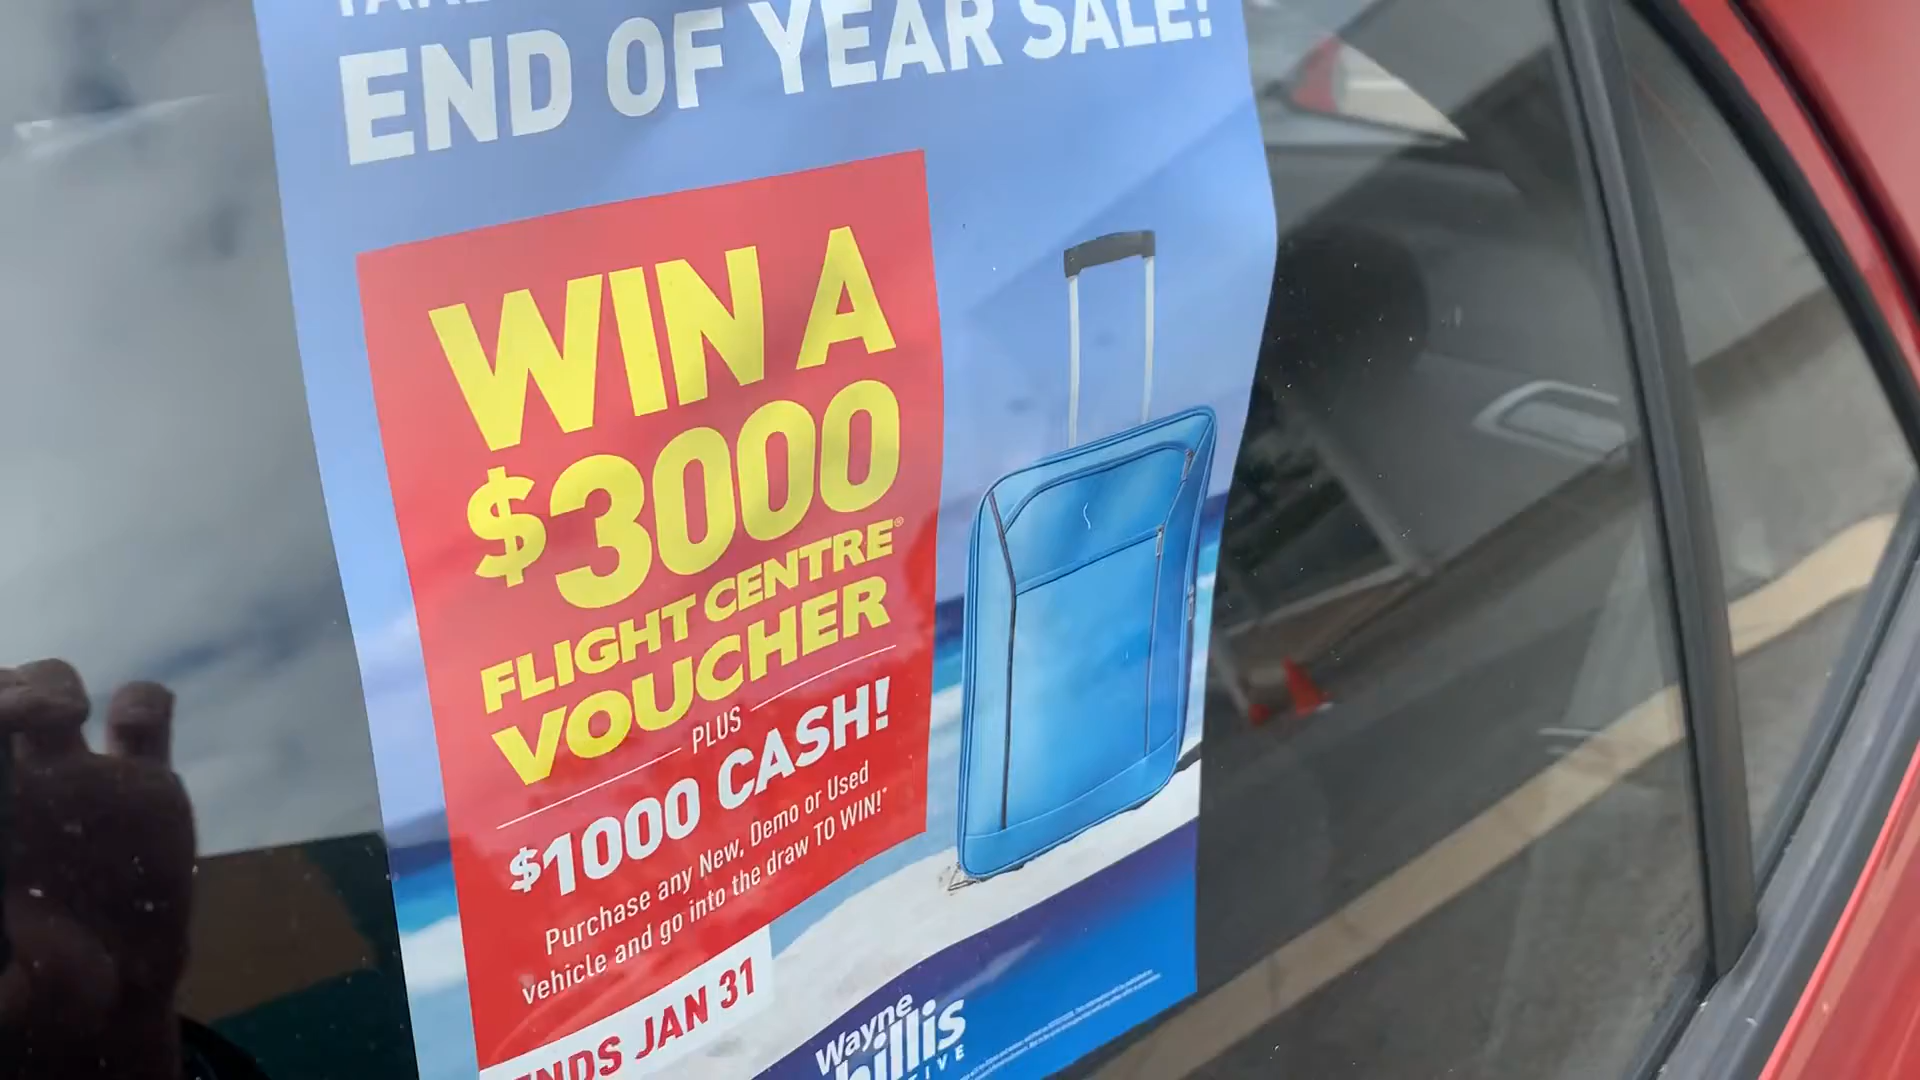 END OF YEAR SALE!
WIN A
$3000
FLIGHT CENTRE®
VOUCHER
PLUS
$1000 CASH!
Purchase any New, Demo or Used
vehicle and go into the draw TO WIN!*
ENDS JAN 31
Wayne